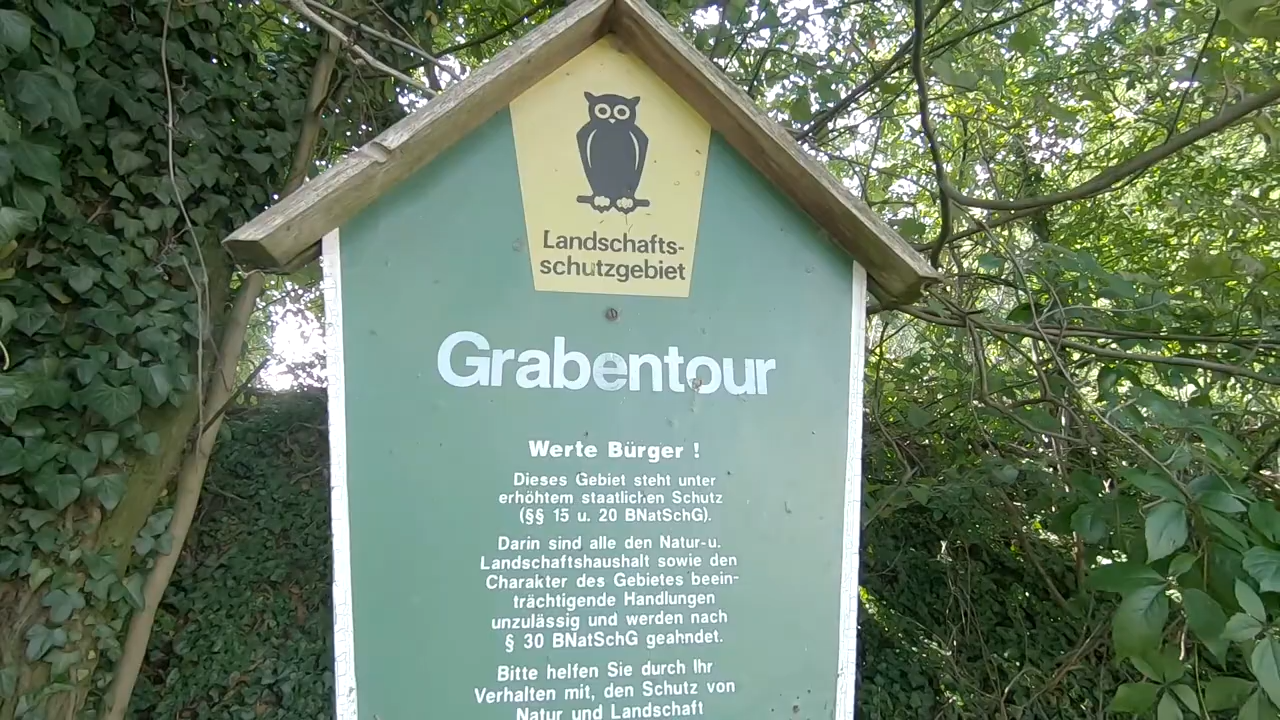 Landschafts-
schutzgebiet
Grabentour
Werte Bürger !
Dieses Gebiet steht unter
erhöhtem staatlichen Schutz
(§§ 15 u. 20 BNatSchG).
Darin sind alle den Natur-u.
Landschaftshaushalt sowie den
Charakter des Gebietes beein-
trächtigende Handlungen
unzulässig und werden nach
§ 30 BNatSchG geahndet.
Bitte helfen Sie durch Ihr
Verhalten mit, den Schutz von
Natur und Landschaft